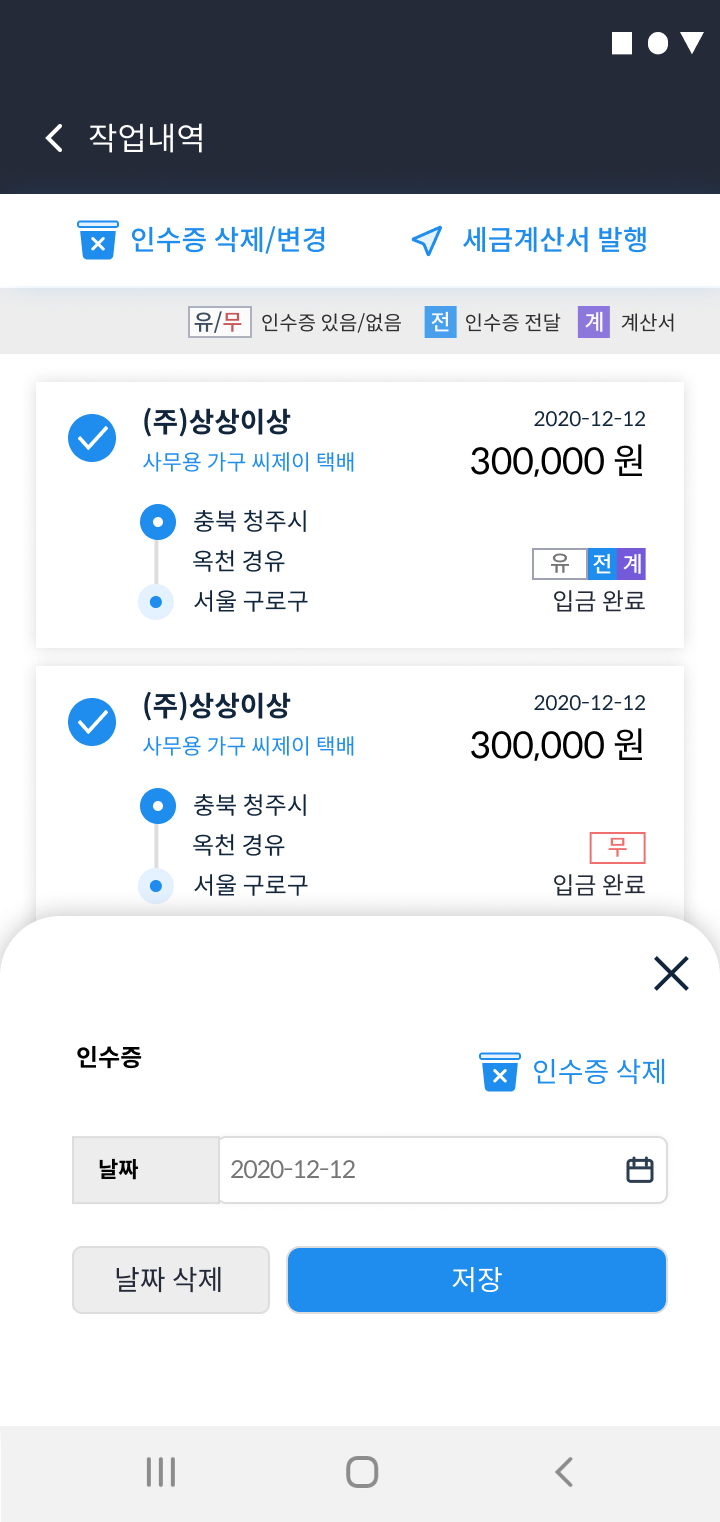 작업내역
인수증 삭제/변경 세금계산서 발행
유/무 인수증 있음/없음 전 인수증 전달 계 계산서
(주)상상이상 2020-12-12
사무용 가구 씨제이 택배 300,000 원
충북 청주시
옥천 경유 유 전 계
서울 구로구 입금 완료
(주)상상이상 2020-12-12
사무용 가구 씨제이 택배 300,000 원
충북 청주시
옥천 경유 무
서울 구로구 입금 완료
인수증 인수증 삭제
날짜 2020-12-12
날짜 삭제 저장